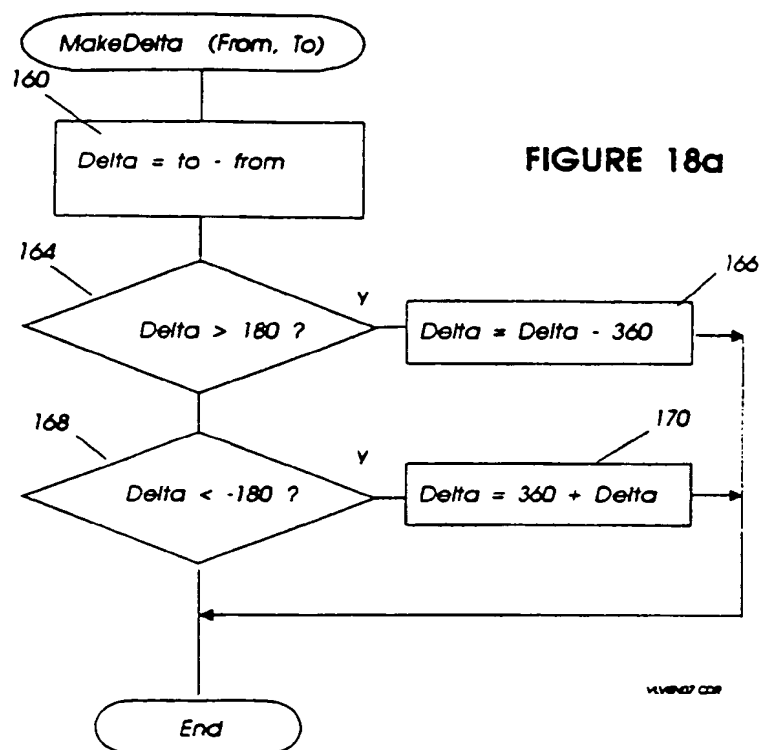 MakeDelta (From, To)
160
Delta = to - from
FIGURE 18a
164
Delta > 180 ?
Y
166
Delta = Delta - 360
168
Delta < -180 ?
Y
170
Delta = 360 + Delta
End